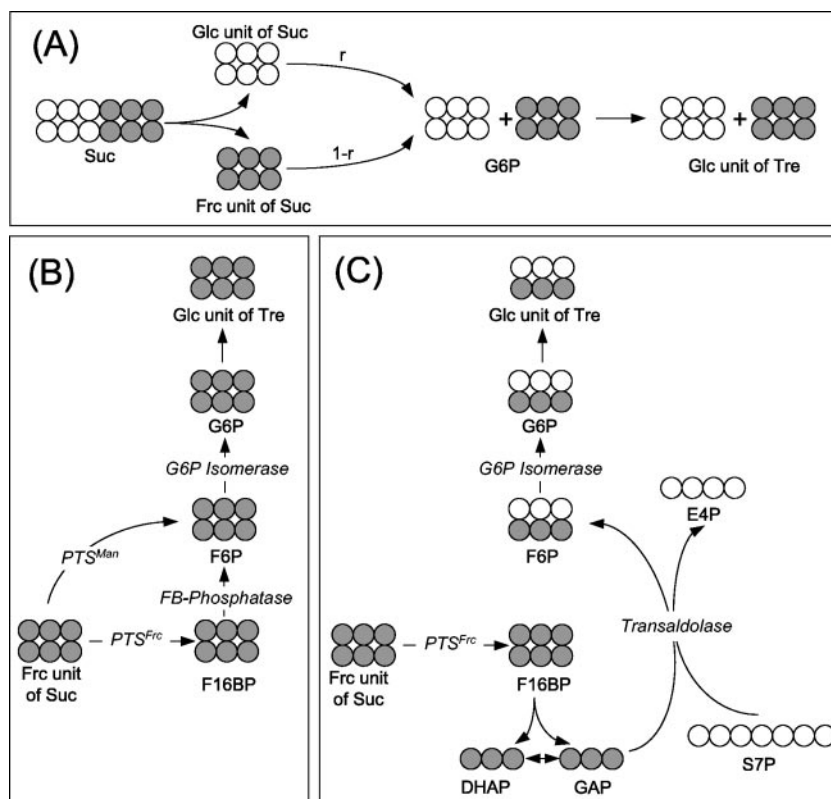 (A)
Glc unit of Suc
r
Suc
1-r
Frc unit of Suc
+
G6P
+
Glc unit of Tre
(B)
Glc unit of Tre
G6P
G6P Isomerase
F6P
PTS^Man
FB-Phosphatase
PTS^Frc
Frc unit
of Suc
F16BP
(C)
Glc unit of Tre
G6P
G6P Isomerase
E4P
F6P
Transaldolase
PTS^Frc
Frc unit
of Suc
F16BP
S7P
DHAP
GAP